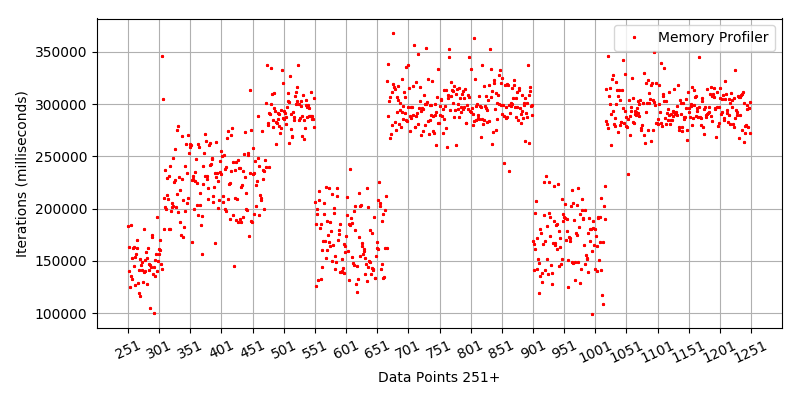 Memory Profiler
350000
300000
250000
200000
150000
100000
Iterations (milliseconds)
251 301 351 401 451 501 551 601 651 701 751 801 851 901 951 1001 1051 1101 1151 1201 1251
Data Points 251+